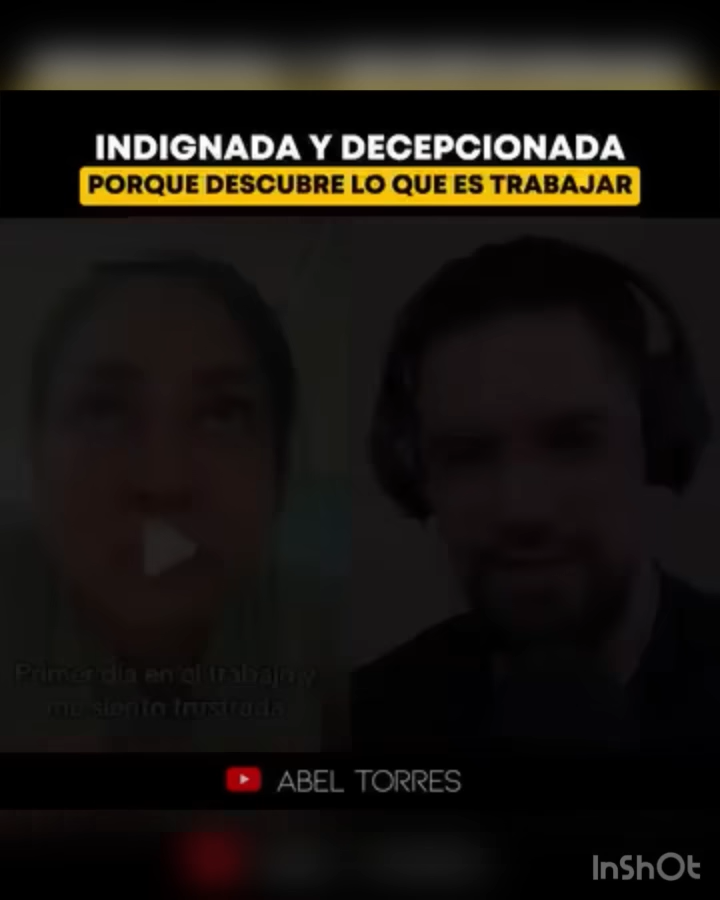 INDIGNADA Y DECEPCIONADA
PORQUE DESCUBRE LO QUE ES TRABAJAR
Primer día en el trabajo y
me siento frustrada
ABEL TORRES
InShOt